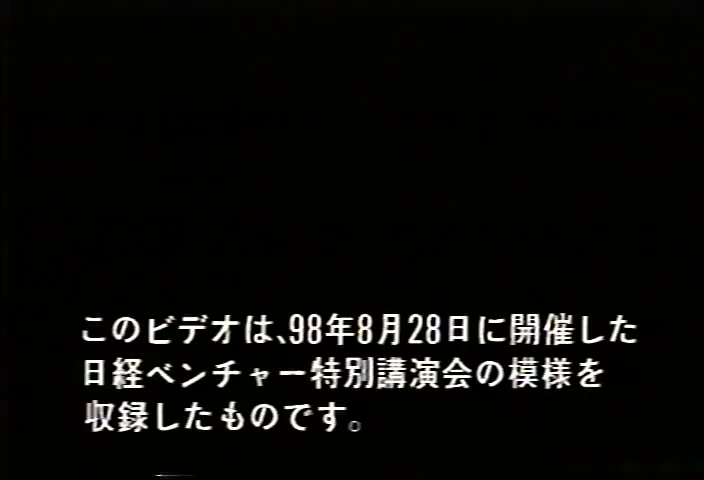 このビデオは、98年8月28日に開催した
日経ベンチャー特別講演会の模様を
収録したものです。